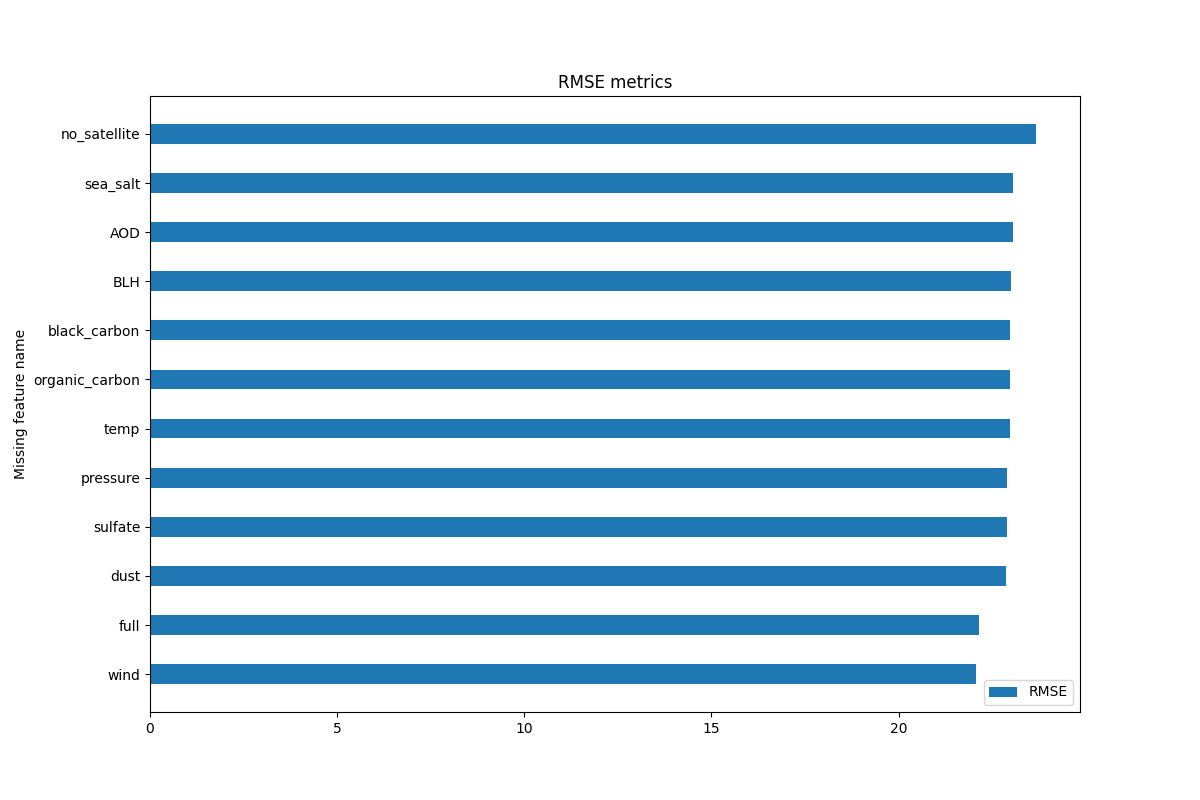 RMSE metrics
Missing feature name
no_satellite
sea_salt
AOD
BLH
black_carbon
organic_carbon
temp
pressure
sulfate
dust
full
wind
RMSE
0 5 10 15 20